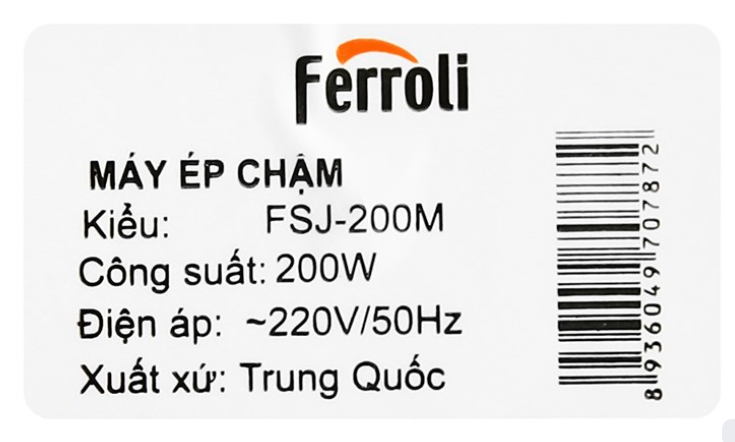 Ferroli
MÁY ÉP CHẬM
Kiểu: FSJ-200M
Công suất: 200W
Điện áp: ~220V/50Hz
Xuất xứ: Trung Quốc
8936049707872